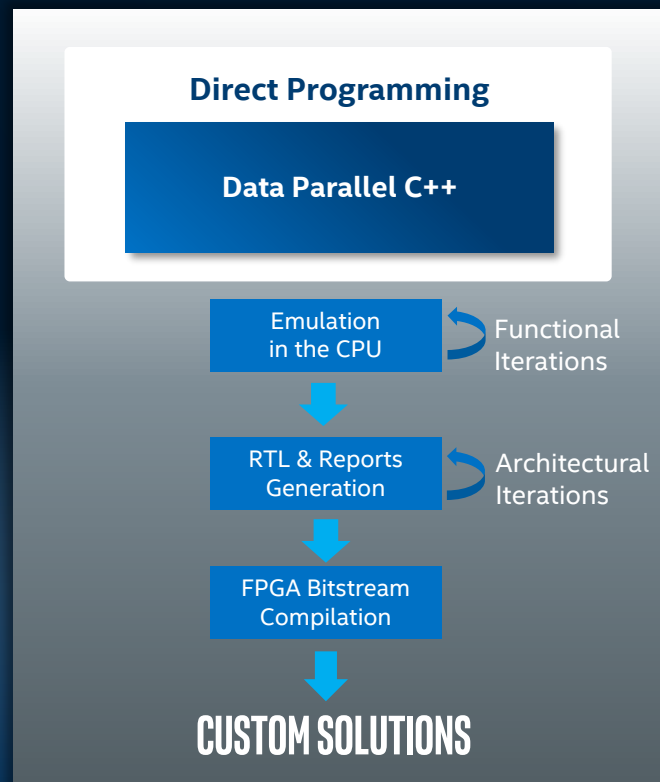 Direct Programming
Data Parallel C++
Emulation
in the CPU
Functional
Iterations
RTL & Reports
Generation
Architectural
Iterations
FPGA Bitstream
Compilation
CUSTOM SOLUTIONS